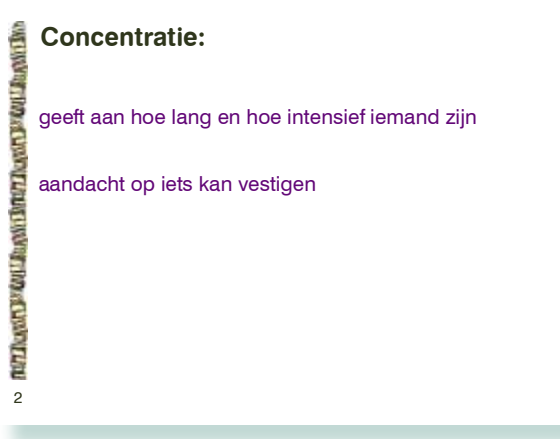 Concentratie:
geeft aan hoe lang en hoe intensief iemand zijn
aandacht op iets kan vestigen
2